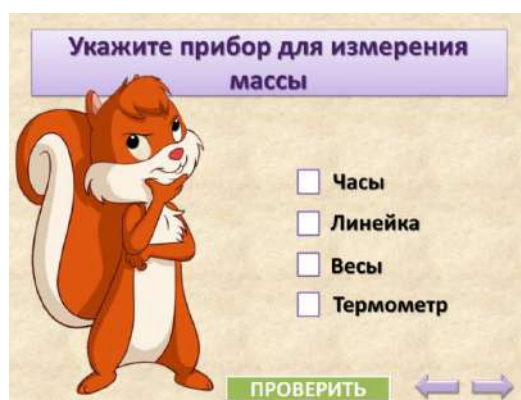 Укажите прибор для измерения
массы
Часы
Линейка
Весы
Термометр
ПРОВЕРИТЬ